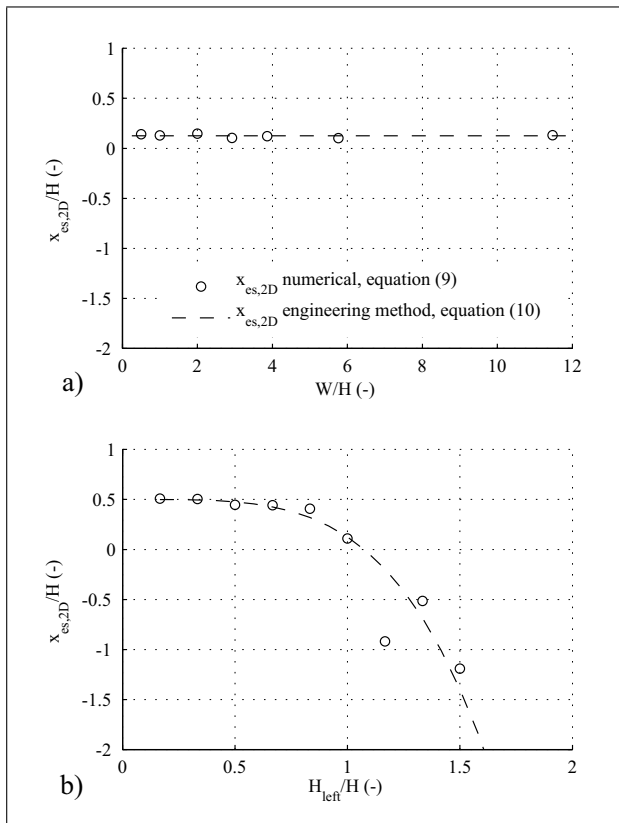 1
0.5
0
-0.5
-1
-1.5
-2
x_es,2D/H (-)
x_es,2D numerical, equation (9)
x_es,2D engineering method, equation (10)
0 2 4 6 8 10 12
W/H (-)
a)
1
0.5
0
-0.5
-1
-1.5
-2
x_es,2D/H (-)
0 0.5 1 1.5 2
H_left/H (-)
b)